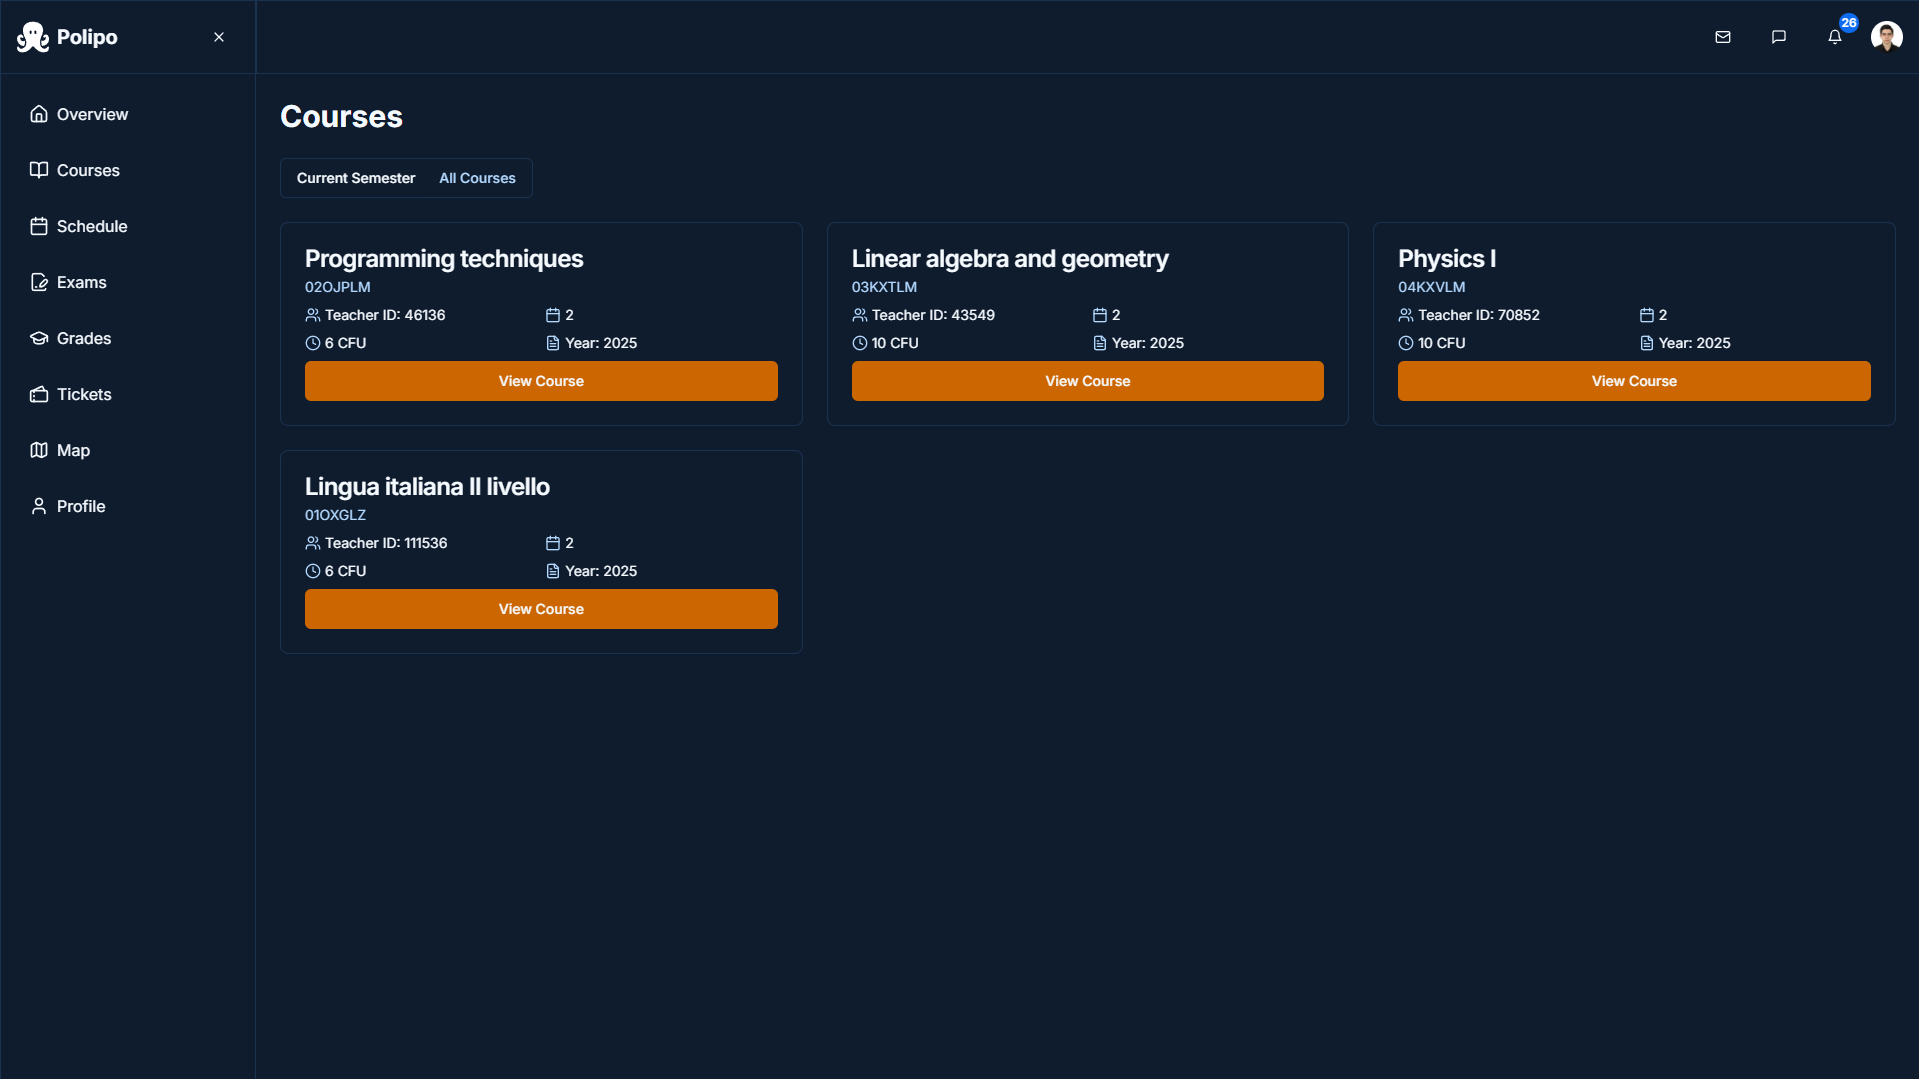 Polipo
26
Overview
Courses
Schedule
Exams
Grades
Tickets
Map
Profile
Courses
Current Semester
All Courses
Programming techniques
02OJPLM
Teacher ID: 46136
2
6 CFU
Year: 2025
View Course
Linear algebra and geometry
03KXTLM
Teacher ID: 43549
2
10 CFU
Year: 2025
View Course
Physics I
04KXVLM
Teacher ID: 70852
2
10 CFU
Year: 2025
View Course
Lingua italiana II livello
01OXGLZ
Teacher ID: 111536
2
6 CFU
Year: 2025
View Course